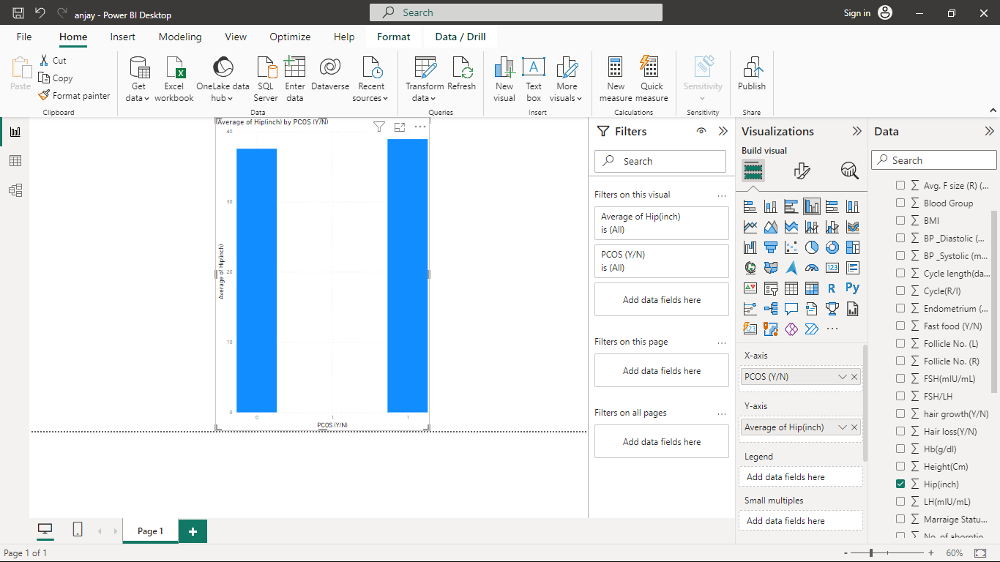 anjay - Power BI Desktop
Search
Sign in
File Home Insert Modeling View Optimize Help Format Data / Drill
Paste
Cut
Copy
Format painter
Clipboard
Get data
Excel workbook
OneLake data hub
SQL Server
Enter data
Dataverse
Recent sources
Data
Transform data
Refresh
Queries
New visual
Text box
More visuals
Insert
New measure
Quick measure
Calculations
Sensitivity
Sensitivity
Publish
Share
Average of Hip(inch) by PCOS (Y/N)
40
30
20
10
0
Average of Hip(inch)
0 1 1
PCOS (Y/N)
Filters
Search
Filters on this visual
Average of Hip(inch)
is (All)
PCOS (Y/N)
is (All)
Add data fields here
Filters on this page
Add data fields here
Filters on all pages
Add data fields here
Visualizations
Build visual
123
R
Py
123
X-axis
PCOS (Y/N)
Y-axis
Average of Hip(inch)
Legend
Add data fields here
Small multiples
Add data fields here
Data
Search
Avg. F size (R) (...
Blood Group
BMI
BP _Diastolic (...
BP _Systolic (m...
Cycle length(da...
Cycle(R/I)
Endometrium (...
Fast food (Y/N)
Follicle No. (L)
Follicle No. (R)
FSH(mIU/mL)
FSH/LH
hair growth(Y/N)
Hair loss(Y/N)
Hb(g/dl)
Height(Cm)
Hip(inch)
LH(mIU/mL)
Marraige Statu...
No. of abortio...
Page 1
Page 1 of 1
60%